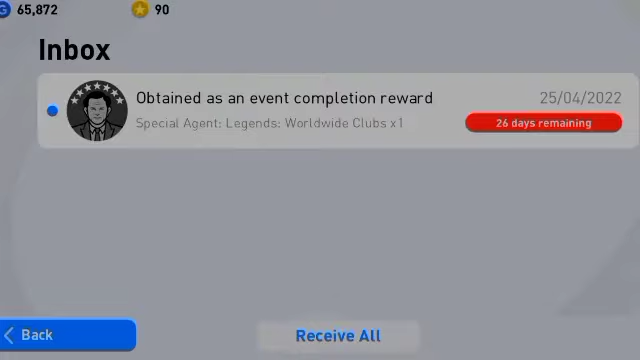 65,872 90
Inbox
Obtained as an event completion reward 25/04/2022
Special Agent: Legends: Worldwide Clubs x1 26 days remaining
Back Receive All